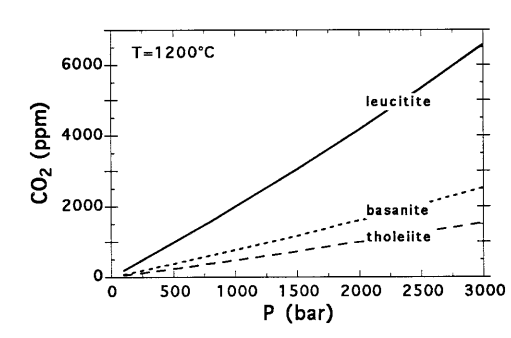 T=1200°C
6000
4000
2000
0
CO₂ (ppm)
leucitite
basanite
tholeiite
0 500 1000 1500 2000 2500 3000
P (bar)